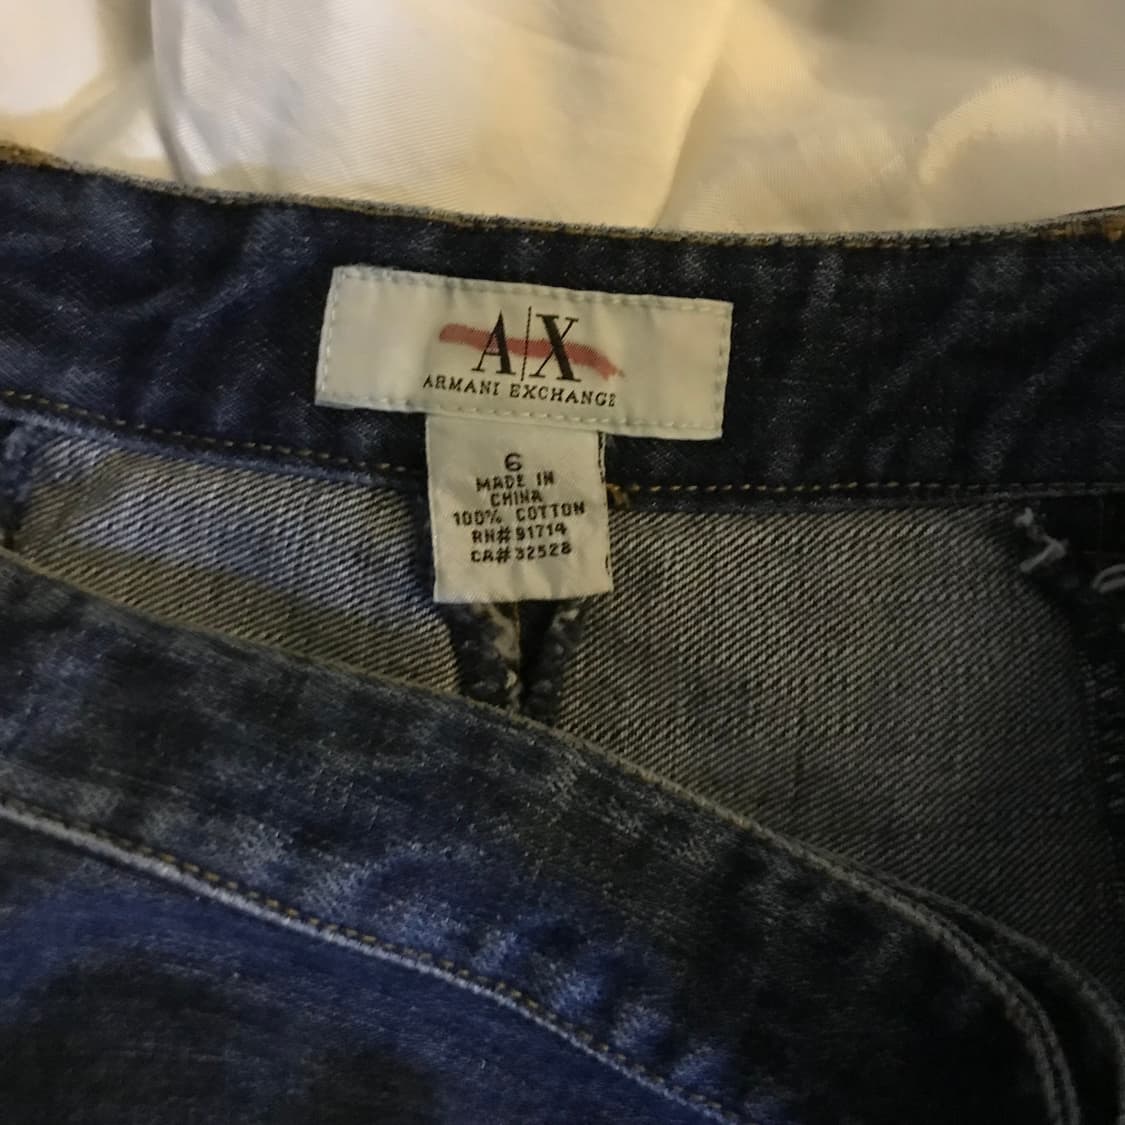 A|X
ARMANI EXCHANGE
6
MADE IN
CHINA
100% COTTON
RN#91714
CA#32528